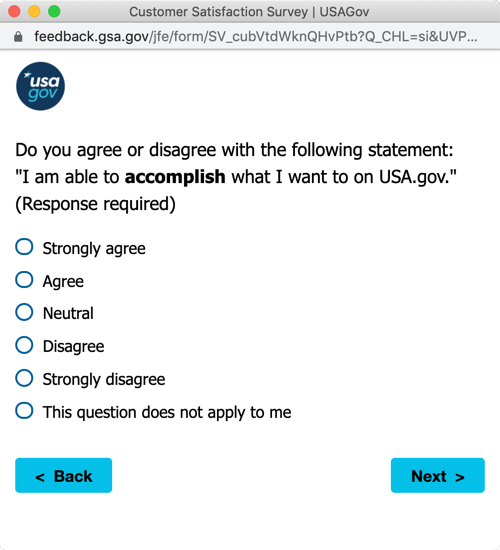 Customer Satisfaction Survey | USAGov
feedback.gsa.gov/jfe/form/SV_cubVtdWknQHvPtb?Q_CHL=si&UVP...
usa
gov
Do you agree or disagree with the following statement:
"I am able to accomplish what I want to on USA.gov."
(Response required)
Strongly agree
Agree
Neutral
Disagree
Strongly disagree
This question does not apply to me
< Back
Next >